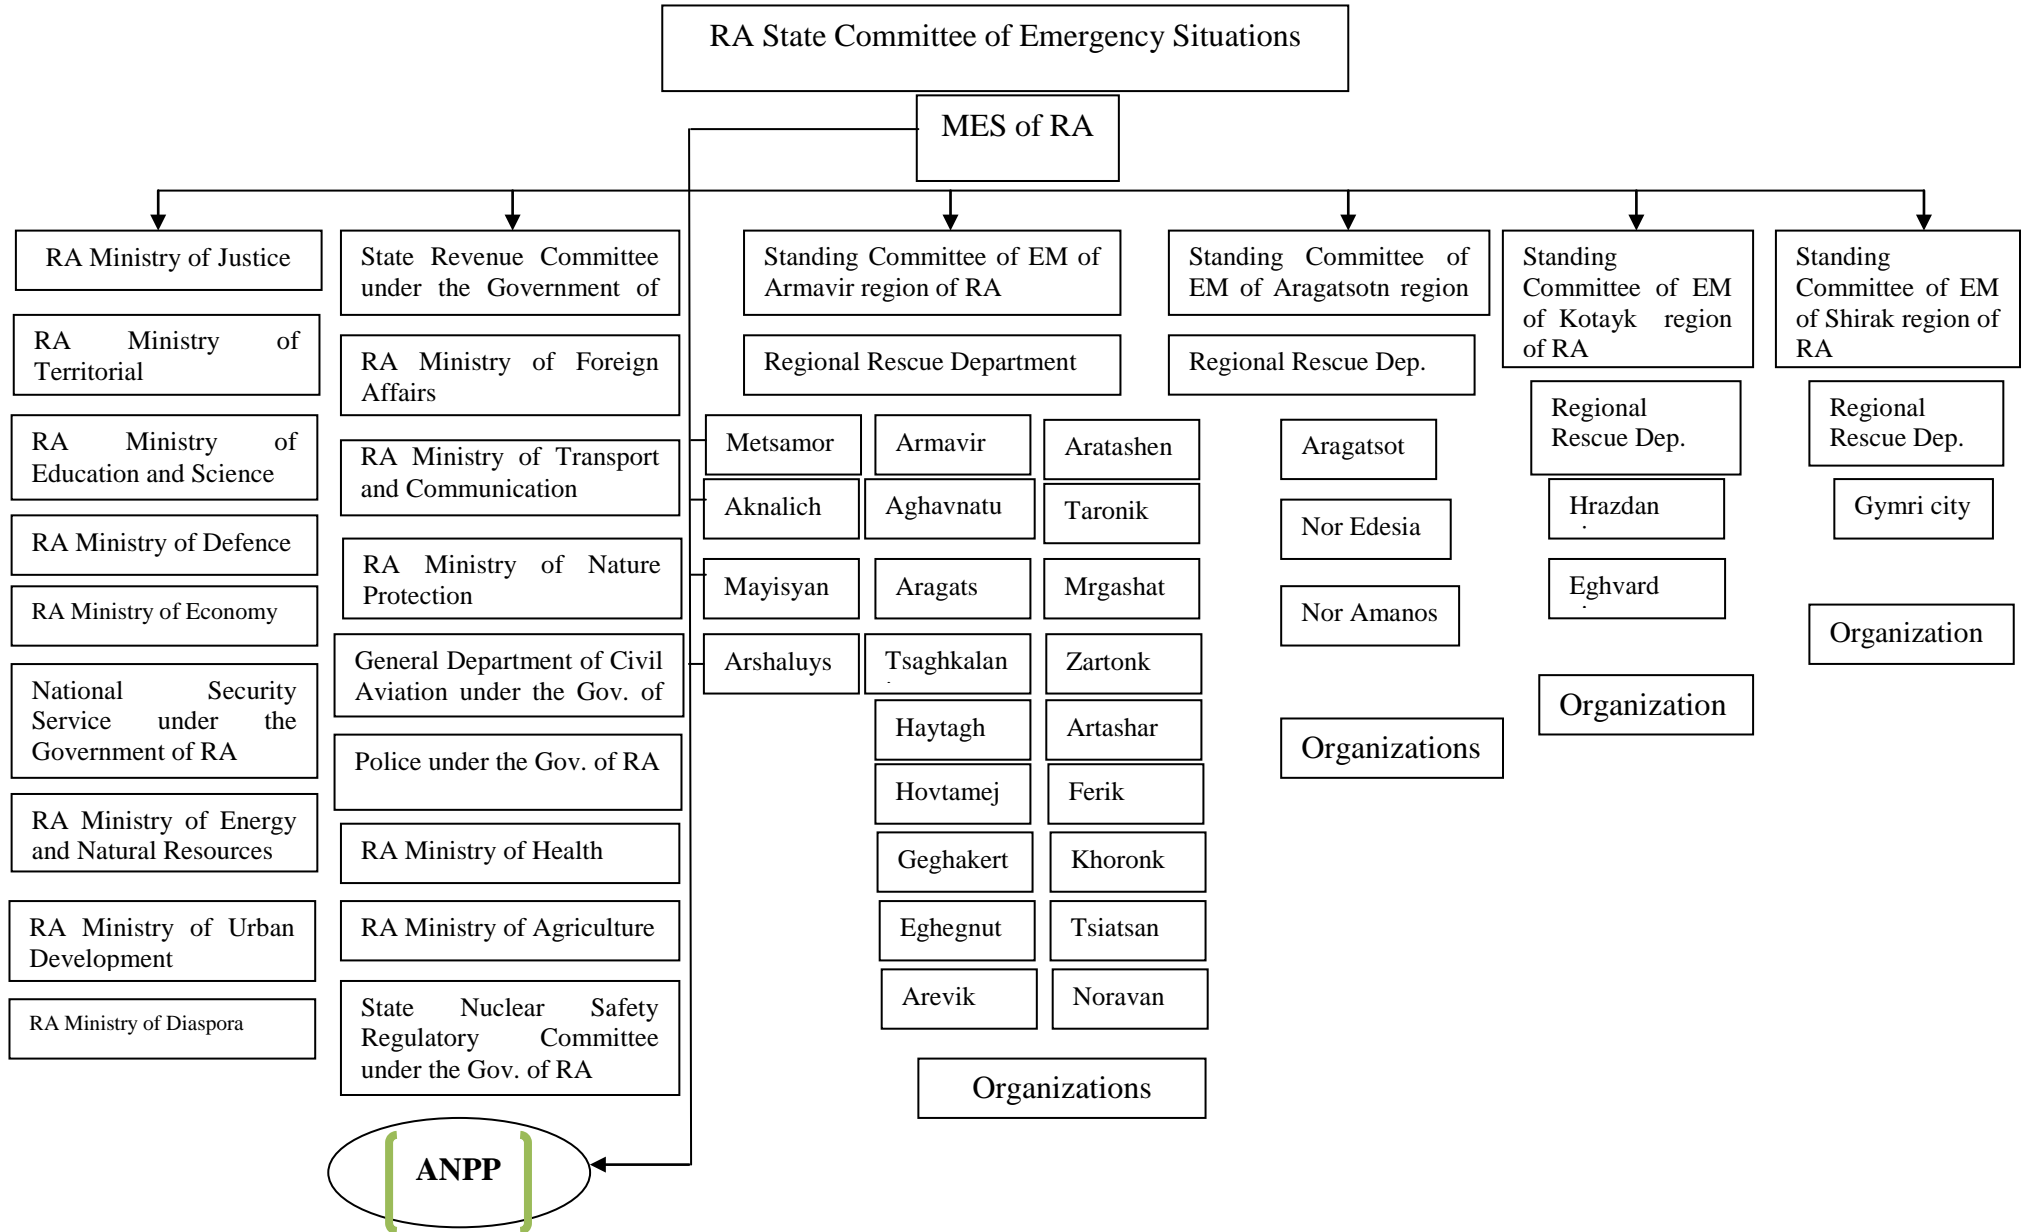 RA State Committee of Emergency Situations
MES of RA
RA Ministry of Justice
RA Ministry of
Territorial
RA Ministry of
Education and Science
RA Ministry of Defence
RA Ministry of Economy
National Security
Service under the
Government of RA
RA Ministry of Energy
and Natural Resources
RA Ministry of Urban
Development
RA Ministry of Diaspora
State Revenue Committee
under the Government of
RA Ministry of Foreign
Affairs
RA Ministry of Transport
and Communication
RA Ministry of Nature
Protection
General Department of Civil
Aviation under the Gov. of
Police under the Gov. of RA
RA Ministry of Health
RA Ministry of Agriculture
State Nuclear Safety
Regulatory Committee
under the Gov. of RA
ANPP
Standing Committee of EM of
Armavir region of RA
Regional Rescue Department
Metsamor
Aknalich
Mayisyan
Arshaluys
Armavir
Aghavnatu
Aragats
Tsaghkalan
Haytagh
Hovtamej
Geghakert
Eghegnut
Arevik
Aratashen
Taronik
Mrgashat
Zartonk
Artashar
Ferik
Khoronk
Tsiatsan
Noravan
Organizations
Standing Committee of
EM of Aragatsotn region
Regional Rescue Dep.
Aragatsot
Nor Edesia
Nor Amanos
Organizations
Standing
Committee of EM
of Kotayk region
of RA
Regional
Rescue Dep.
Hrazdan
Eghvard
Organization
Standing
Committee of EM
of Shirak region of
RA
Regional
Rescue Dep.
Gymri city
Organization